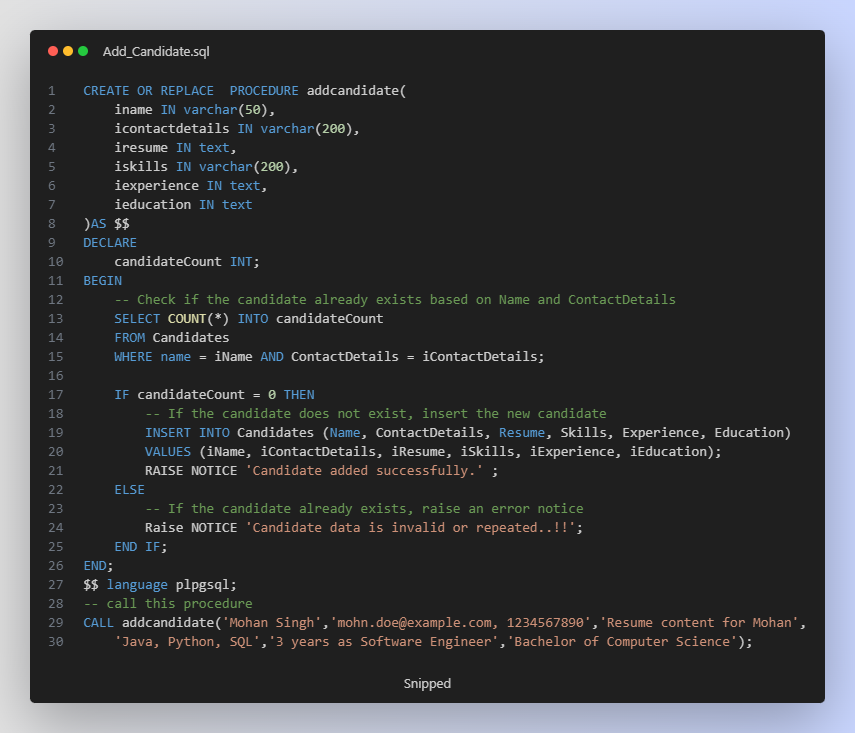 Add_Candidate.sql
1 CREATE OR REPLACE  PROCEDURE addcandidate(
2     iname IN varchar(50),
3     icontactdetails IN varchar(200),
4     iresume IN text,
5     iskills IN varchar(200),
6     iexperience IN text,
7     ieducation IN text
8 )AS $$
9 DECLARE
10     candidateCount INT;
11 BEGIN
12     -- Check if the candidate already exists based on Name and ContactDetails
13     SELECT COUNT(*) INTO candidateCount
14     FROM Candidates
15     WHERE name = iName AND ContactDetails = iContactDetails;
16
17     IF candidateCount = 0 THEN
18         -- If the candidate does not exist, insert the new candidate
19         INSERT INTO Candidates (Name, ContactDetails, Resume, Skills, Experience, Education)
20         VALUES (iName, iContactDetails, iResume, iSkills, iExperience, iEducation);
21         RAISE NOTICE 'Candidate added successfully.' ;
22     ELSE
23         -- If the candidate already exists, raise an error notice
24         Raise NOTICE 'Candidate data is invalid or repeated..!!';
25     END IF;
26 END;
27 $$ language plpgsql;
28 -- call this procedure
29 CALL addcandidate('Mohan Singh','mohn.doe@example.com, 1234567890','Resume content for Mohan',
30     'Java, Python, SQL','3 years as Software Engineer','Bachelor of Computer Science');
Snipped